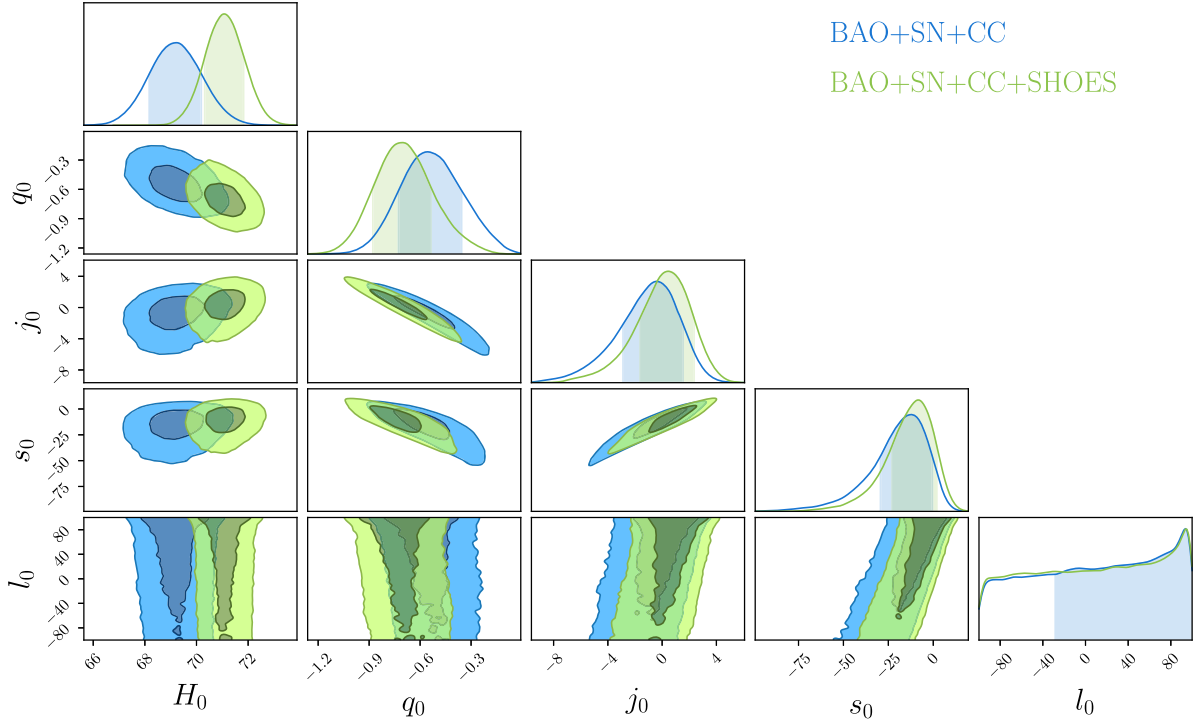 BAO+SN+CC
BAO+SN+CC+SHOES
q₀
−0.3
−0.6
−0.9
−1.2
j₀
4
0
−4
−8
s₀
0
−25
−50
−75
l₀
80
40
0
−40
−80
66 68 70 72
−1.2 −0.9 −0.6 −0.3
−8 −4 0 4
−75 −50 −25 0
−80 −40 0 40 80
H₀ q₀ j₀ s₀ l₀